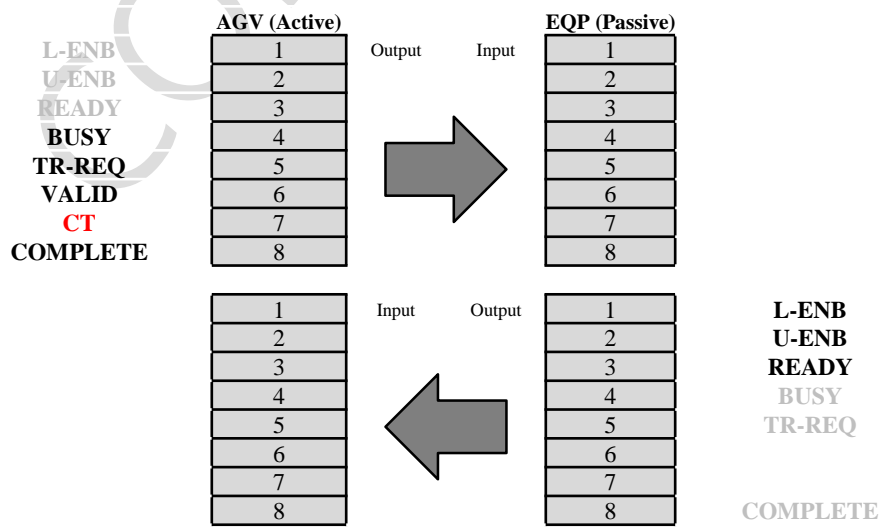 AGV (Active) EQP (Passive)
L-ENB 1 Output Input 1
U-ENB 2 2
READY 3 3
BUSY 4 4
TR-REQ 5 5
VALID 6 6
CT 7 7
COMPLETE 8 8
1 Input Output 1 L-ENB
2 2 U-ENB
3 3 READY
4 4 BUSY
5 5 TR-REQ
6 6
7 7
8 8 COMPLETE